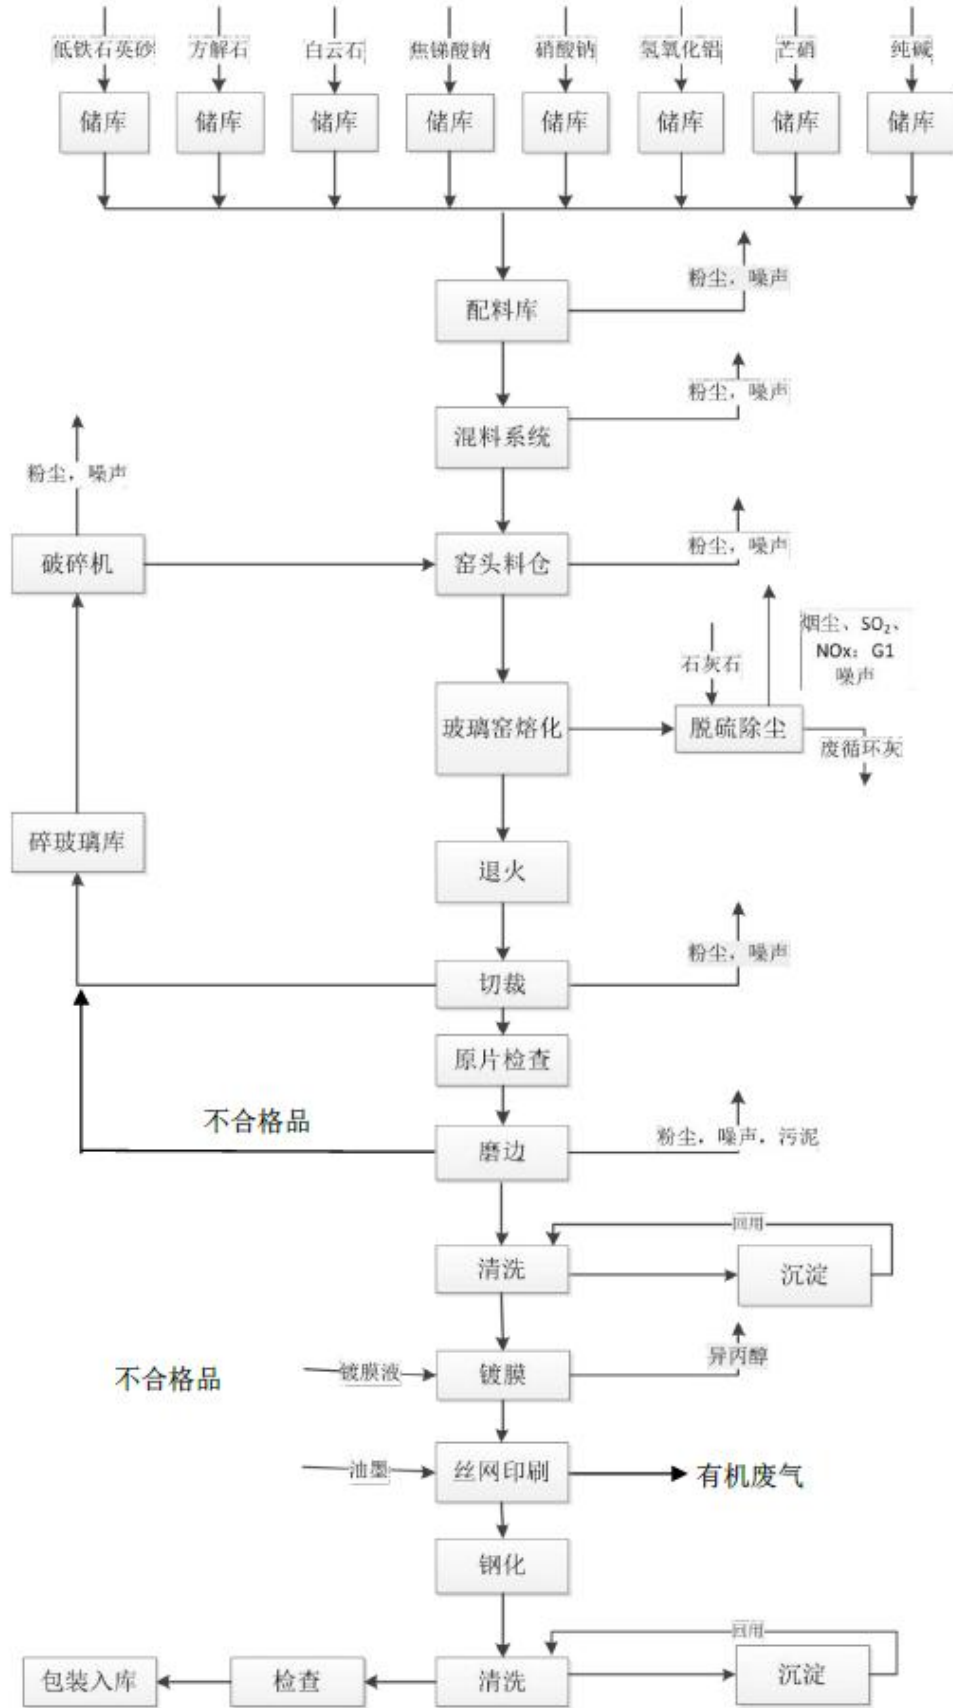 低铁石英砂 方解石 白云石 焦锑酸钠 硝酸钠 氢氧化铝 芒硝 纯碱
储库 储库 储库 储库 储库 储库 储库 储库
粉尘，噪声
配料库
粉尘，噪声
混料系统
粉尘，噪声
破碎机
窑头料仓
粉尘，噪声
烟尘、SO₂、
NOx；G1
噪声
石灰石
玻璃窑熔化
脱硫除尘
废循环灰
碎玻璃库
退火
粉尘，噪声
切裁
原片检查
不合格品
磨边
粉尘，噪声，污泥
回用
清洗
沉淀
异丙醇
不合格品
镀膜液
镀膜
油墨
丝网印刷
有机废气
钢化
回用
包装入库
检查
清洗
沉淀